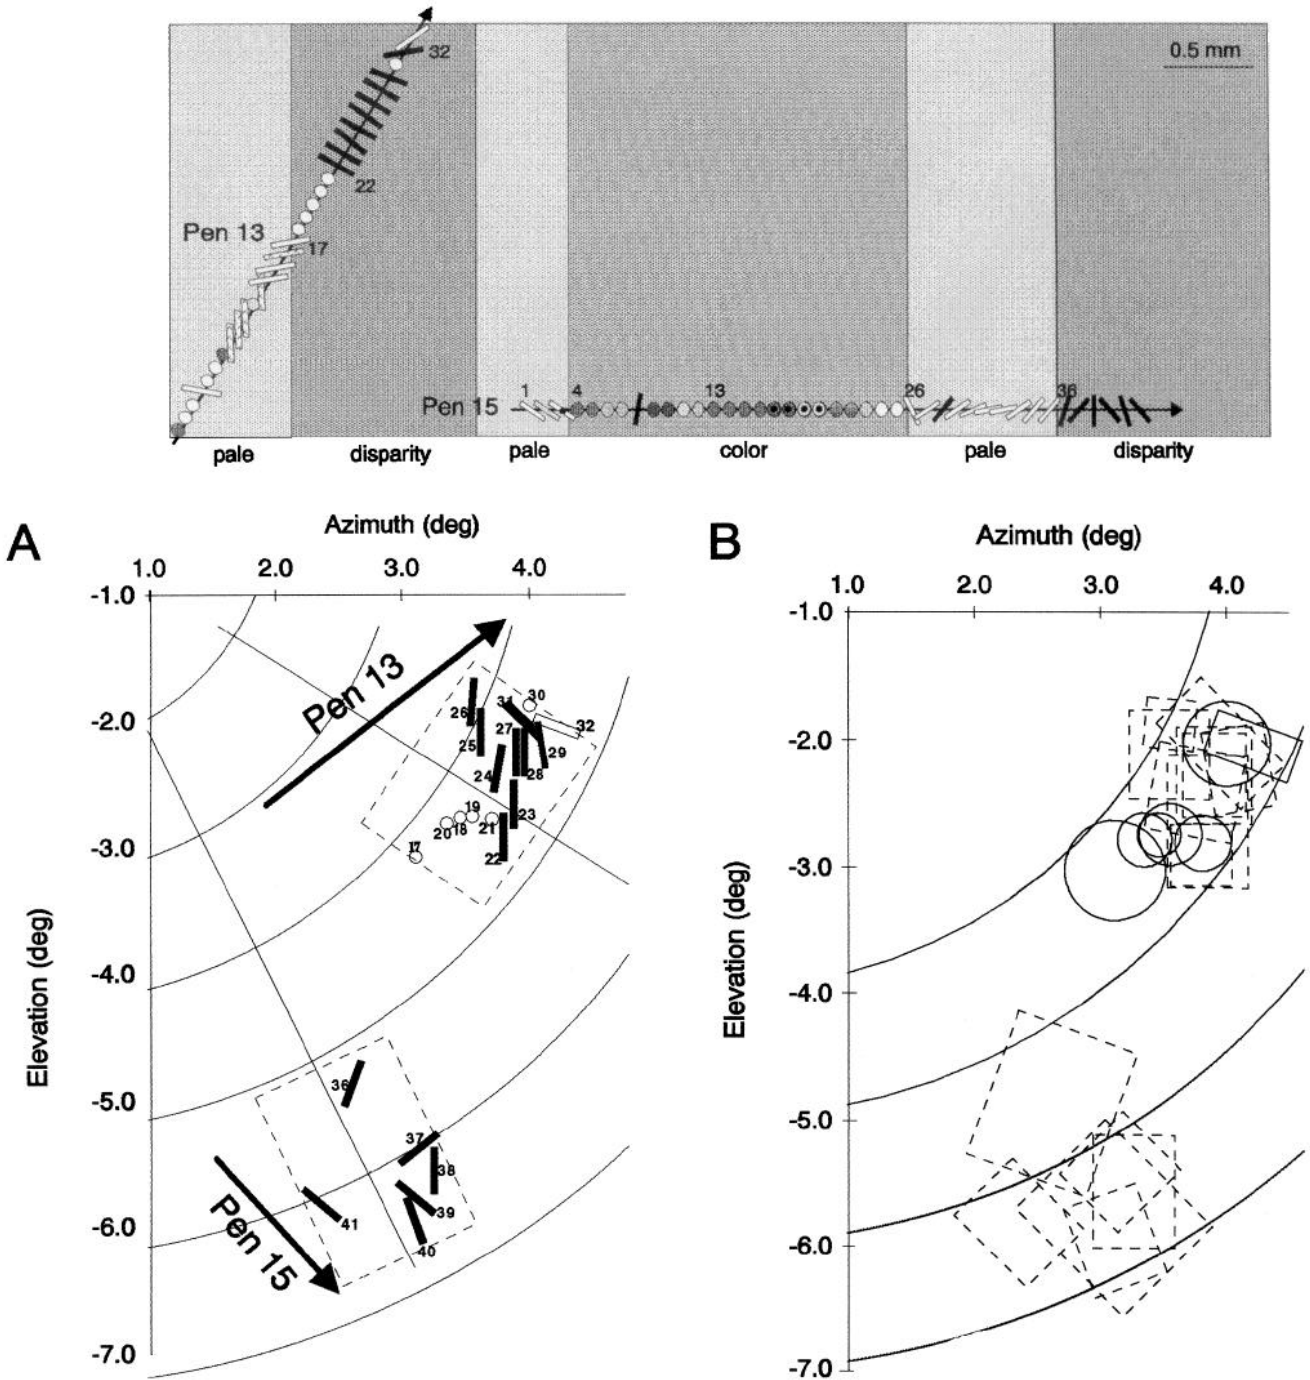 32
0.5 mm
22
Pen 13
17
1 4 13 26 36
Pen 15
pale disparity pale color pale disparity
A
Azimuth (deg)
1.0 2.0 3.0 4.0
-1.0
-2.0
-3.0
-4.0
-5.0
-6.0
-7.0
Elevation (deg)
Pen 13
26
25
24
31
30
27
32
29
28
19
20 18 21 23
17
22
36
37
38
39
41
40
Pen 15
B
Azimuth (deg)
1.0 2.0 3.0 4.0
-1.0
-2.0
-3.0
-4.0
-5.0
-6.0
-7.0
Elevation (deg)